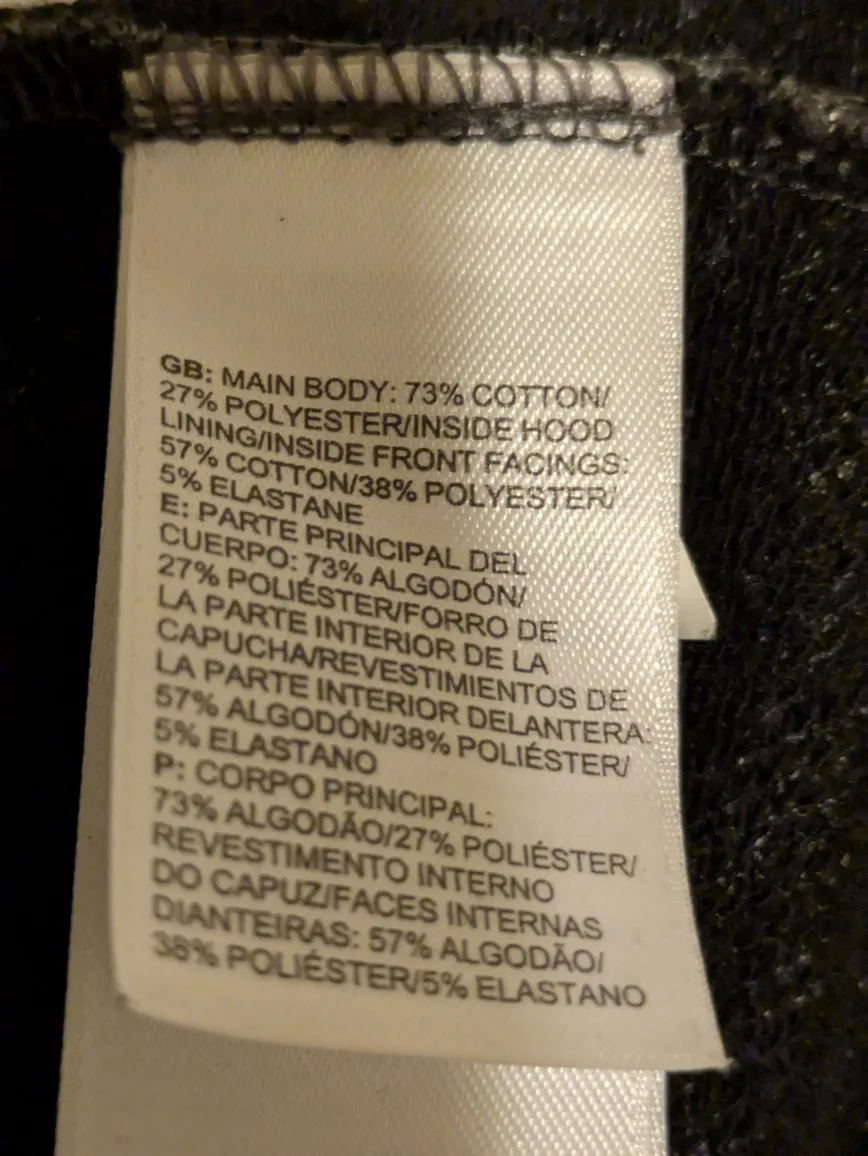 GB: MAIN BODY: 73% COTTON/
27% POLYESTER/INSIDE HOOD
LINING/INSIDE FRONT FACINGS:
57% COTTON/38% POLYESTER/
5% ELASTANE
E: PARTE PRINCIPAL DEL
CUERPO: 73% ALGODÓN/
27% POLIÉSTER/FORRO DE
LA PARTE INTERIOR DE LA
CAPUCHA/REVESTIMIENTOS DE
LA PARTE INTERIOR DELANTERA:
57% ALGODÓN/38% POLIÉSTER/
5% ELASTANO
P: CORPO PRINCIPAL:
73% ALGODÃO/27% POLIÉSTER/
REVESTIMENTO INTERNO
DO CAPUZ/FACES INTERNAS
DIANTEIRAS: 57% ALGODÃO/
38% POLIÉSTER/5% ELASTANO